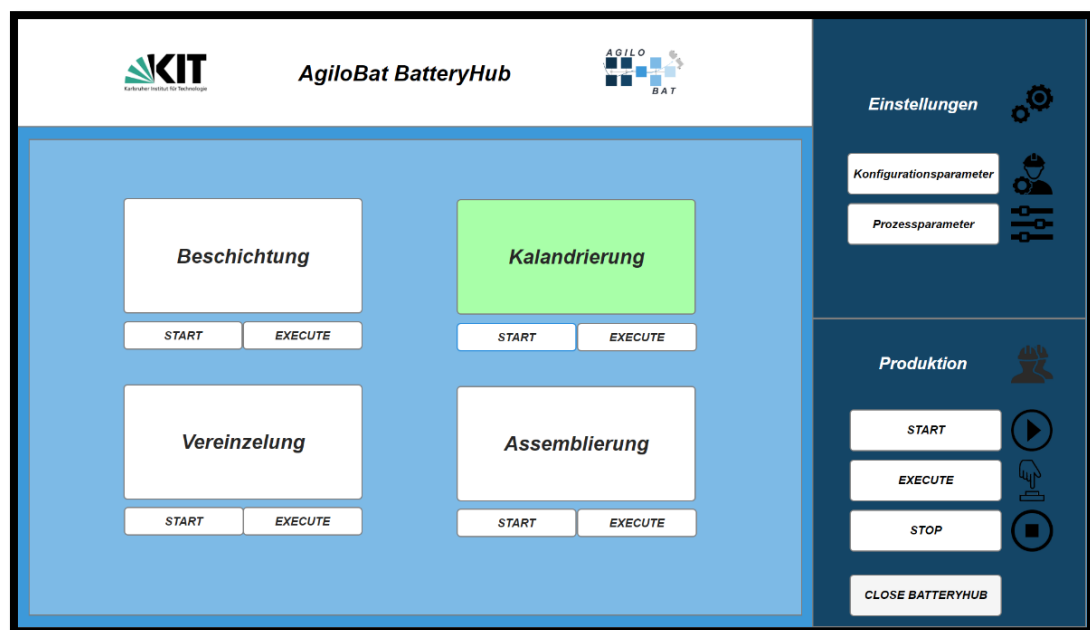 KIT
Karlsruher Institut für Technologie
AgiloBat BatteryHub
AGILO
BAT
Beschichtung
START EXECUTE
Kalandrierung
START EXECUTE
Vereinzelung
START EXECUTE
Assemblierung
START EXECUTE
Einstellungen
Konfigurationsparameter
Prozessparameter
Produktion
START
EXECUTE
STOP
CLOSE BATTERYHUB